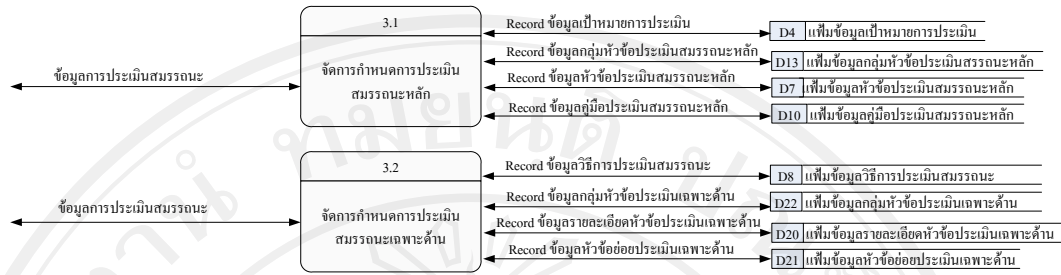 3.1
จัดการกำหนดการประเมิน
สมรรถนะหลัก
ข้อมูลการประเมินสมรรถนะ
Record ข้อมูลเป้าหมายการประเมิน
D4 แฟ้มข้อมูลเป้าหมายการประเมิน
Record ข้อมูลกลุ่มหัวข้อประเมินสมรรถนะหลัก
D13 แฟ้มข้อมูลกลุ่มหัวข้อประเมินสรรถนะหลัก
Record ข้อมูลหัวข้อประเมินสมรรถนะหลัก
D7 แฟ้มข้อมูลหัวข้อประเมินสมรรถนะหลัก
Record ข้อมูลคู่มือประเมินสมรรถนะหลัก
D10 แฟ้มข้อมูลคู่มือประเมินสมรรถนะหลัก
3.2
จัดการกำหนดการประเมิน
สมรรถนะเฉพาะด้าน
ข้อมูลการประเมินสมรรถนะ
Record ข้อมูลวิธีการประเมินสมรรถนะ
D8 แฟ้มข้อมูลวิธีการประเมินสมรรถนะ
Record ข้อมูลกลุ่มหัวข้อประเมินเฉพาะด้าน
D22 แฟ้มข้อมูลกลุ่มหัวข้อประเมินเฉพาะด้าน
Record ข้อมูลรายละเอียดหัวข้อประเมินเฉพาะด้าน
D20 แฟ้มข้อมูลรายละเอียดหัวข้อประเมินเฉพาะด้าน
Record ข้อมูลหัวข้อย่อยประเมินเฉพาะด้าน
D21 แฟ้มข้อมูลหัวข้อย่อยประเมินเฉพาะด้าน